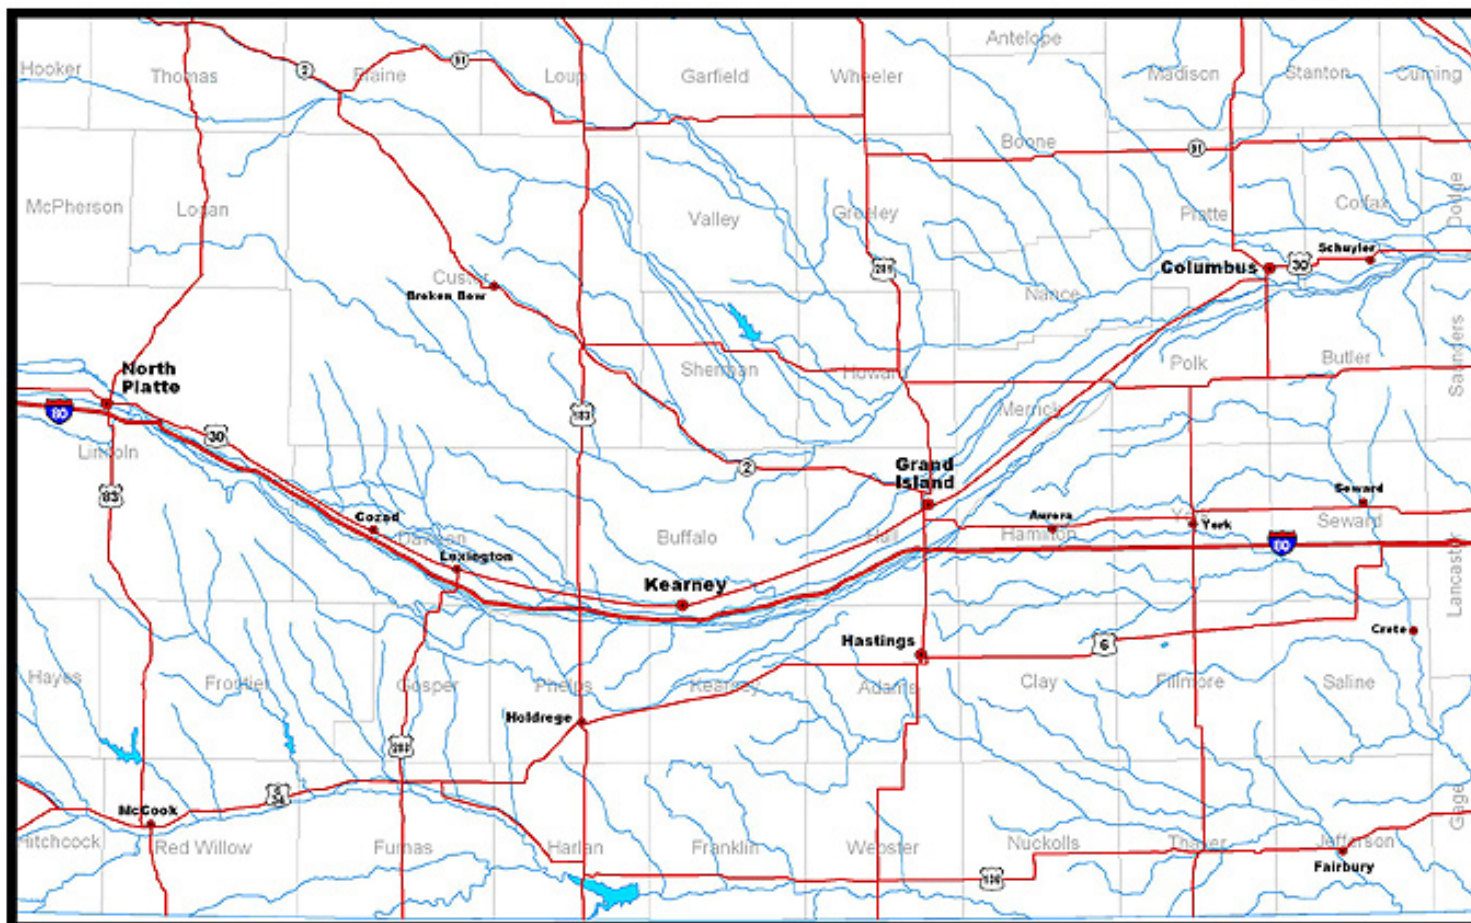 Antelope
Hooker
Thomas
2
Blaine
91
Loup
Garfield
Wheeler
Madison
Stanton
Cuming
Boone
91
McPherson
Logan
Valley
Greeley
Platte
Colfax
Dodge
Schuyler
Columbus
30
281
Custer
Broken Bow
Nance
North
Platte
80
Sherman
Howard
Polk
Butler
Saunders
183
Merrick
30
Lincoln
2
Grand
Island
83
Seward
Cozad
Dawson
Buffalo
Hall
Aurora
Hamilton
York
York
Seward
80
Lexington
Kearney
Lancaster
Hastings
6
Crete
Hayes
Frontier
Gosper
Phelps
Kearney
Adams
Clay
Fillmore
Saline
Holdrege
283
6
34
McCook
Gage
Hitchcock
Red Willow
Furnas
Harlan
Franklin
Webster
Nuckolls
Thayer
Jefferson
Fairbury
136